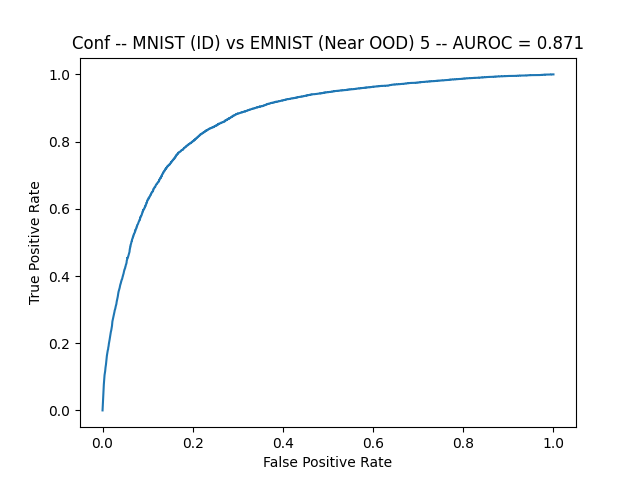 Conf -- MNIST (ID) vs EMNIST (Near OOD) 5 -- AUROC = 0.871
1.0
0.8
0.6
0.4
0.2
0.0
True Positive Rate
0.0 0.2 0.4 0.6 0.8 1.0
False Positive Rate